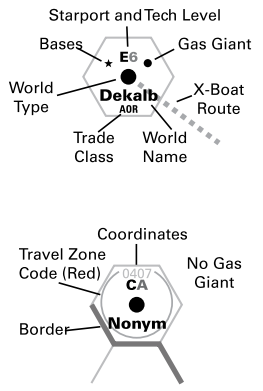 Starport and Tech Level
Bases
Gas Giant
E6
World
Type
Dekalb
AOR
X-Boat
Route
Trade
Class
World
Name
Coordinates
Travel Zone
Code (Red)
0407
No Gas
Giant
CA
Border
Nonym